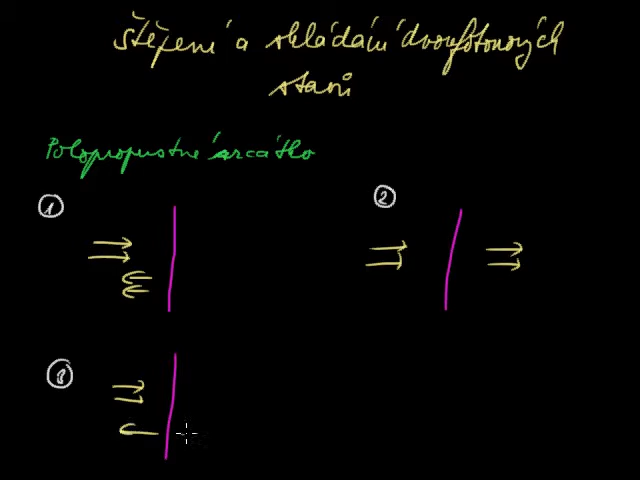 štěpení a skládání dvoufotonových
stavů
Polopropustné zrcátko
1
2
3